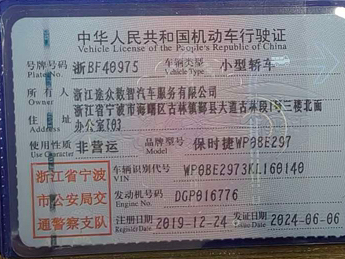 中华人民共和国机动车行驶证
Vehicle License of the People's Republic of China
号牌号码 浙BF40975 车辆类型 小型轿车
Plate No. Vehicle Type
所有人 浙江途众数智汽车服务有限公司
Owner
住址 浙江省宁波市海曙区古林镇鄞县大道古林段 三楼北面
办公室T03
使用性质 非营运 品牌型号 保时捷WP0BE297
Use Character
车辆识别代号 WP0BE2973KL160140
VIN
发动机号码 DGP016776
Engine No.
注册日期 2019-12-24 发证日期 2024-06-06
Register Date Issue Date
浙江省宁波
市公安局交
通警察支队